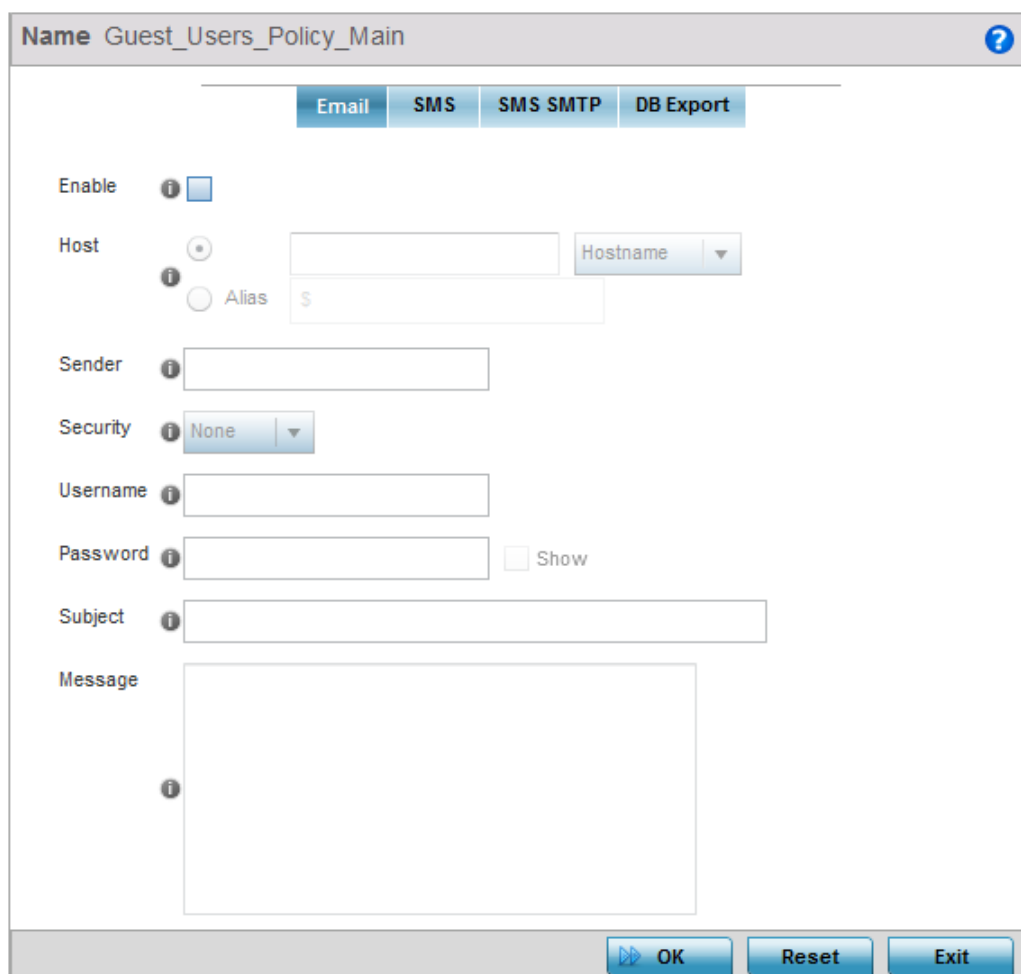 Name Guest_Users_Policy_Main ?
Email SMS SMS SMTP DB Export
Enable
Host Hostname
Alias $
Sender
Security None
Username
Password Show
Subject
Message
OK Reset Exit